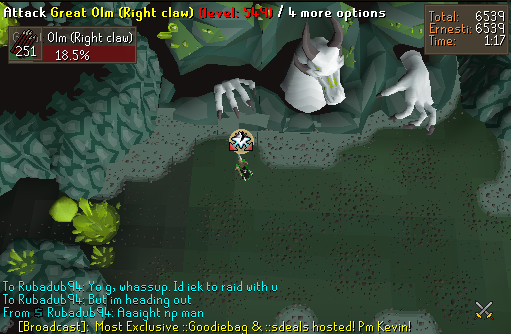 Attack Great Olm (Right claw) (level: 549) / 4 more options
Total: 6539
Ernesti: 6539
Time: 1:17
Olm (Right claw)
251
18.5%
To Rubadub94: Yo g, whassup. Id iek to raid with u
To Rubadub94: But im heading out
From S Rubadub94: Aaaight np man
[Broadcast]: Most Exclusive ::Goodiebag & ::sdeals hosted! Pm Kevin!